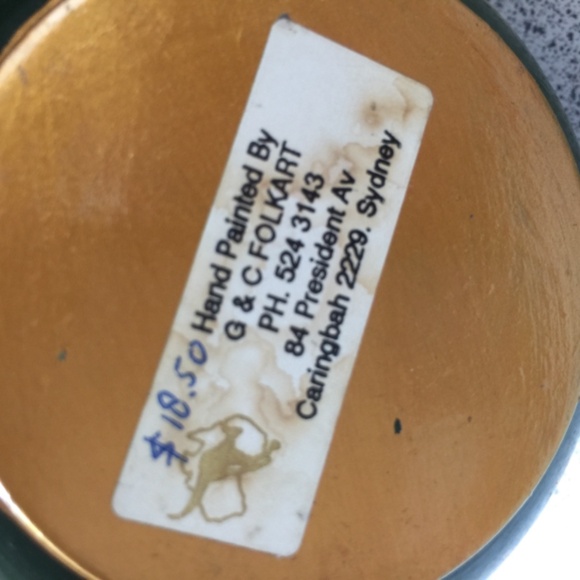 Hand Painted By
G & C FOLKART
PH. 524 3143
84 President Av
Caringbah 2229. Sydney
$18.50